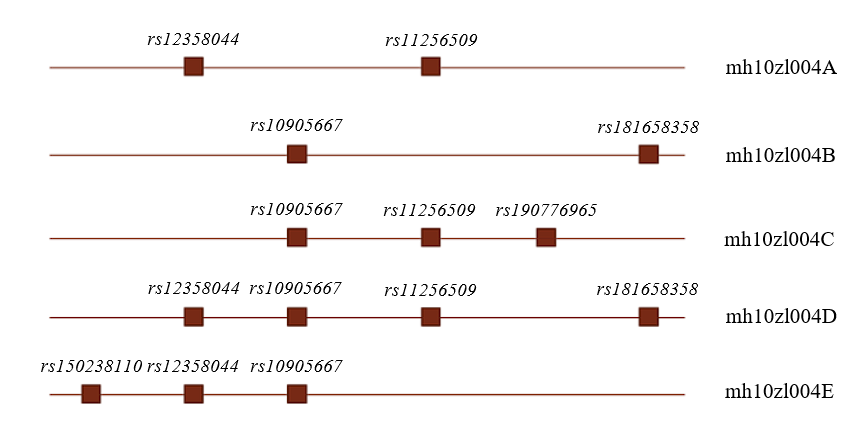 rs12358044 rs11256509
mh10zl004A
rs10905667 rs181658358
mh10zl004B
rs10905667 rs11256509 rs190776965
mh10zl004C
rs12358044 rs10905667 rs11256509 rs181658358
mh10zl004D
rs150238110 rs12358044 rs10905667
mh10zl004E